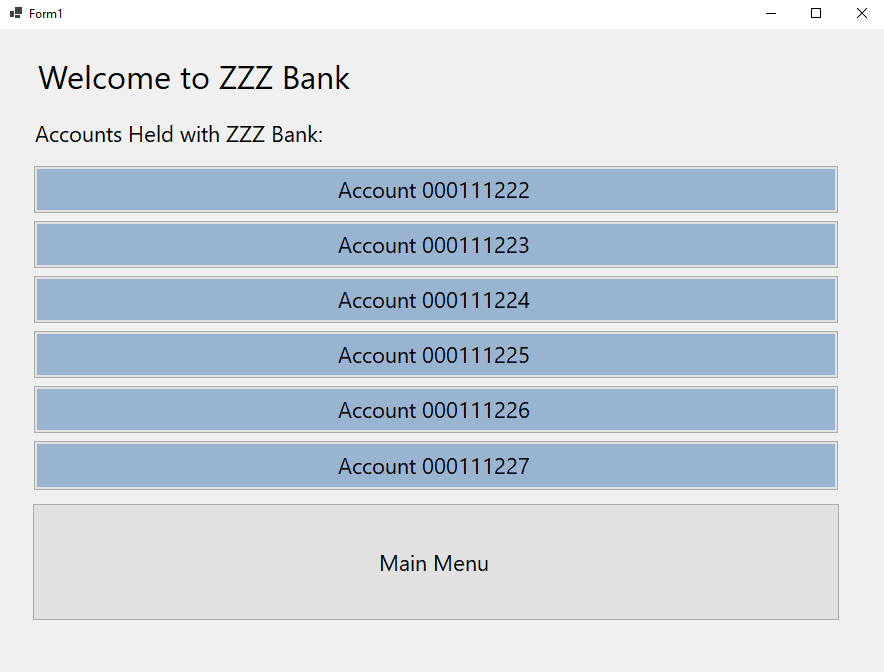 Form1
Welcome to ZZZ Bank
Accounts Held with ZZZ Bank:
Account 000111222
Account 000111223
Account 000111224
Account 000111225
Account 000111226
Account 000111227
Main Menu